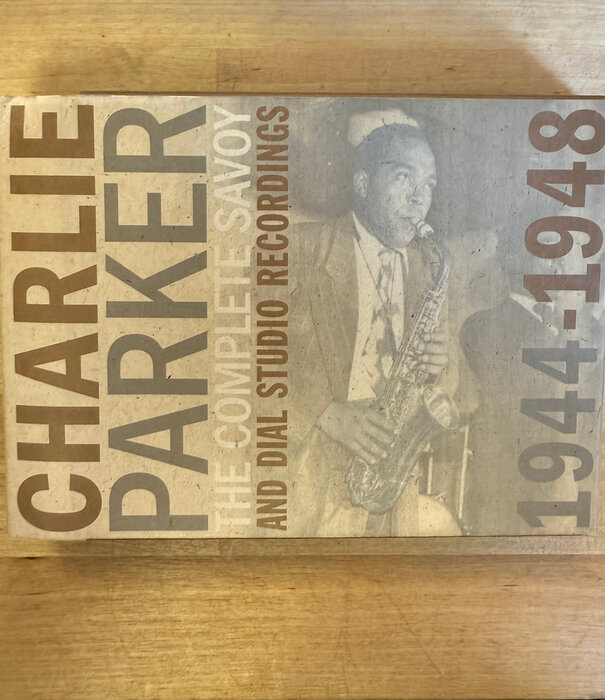 CHARLIE
PARKER
THE COMPLETE SAVOY
AND DIAL STUDIO RECORDINGS
1944-1948